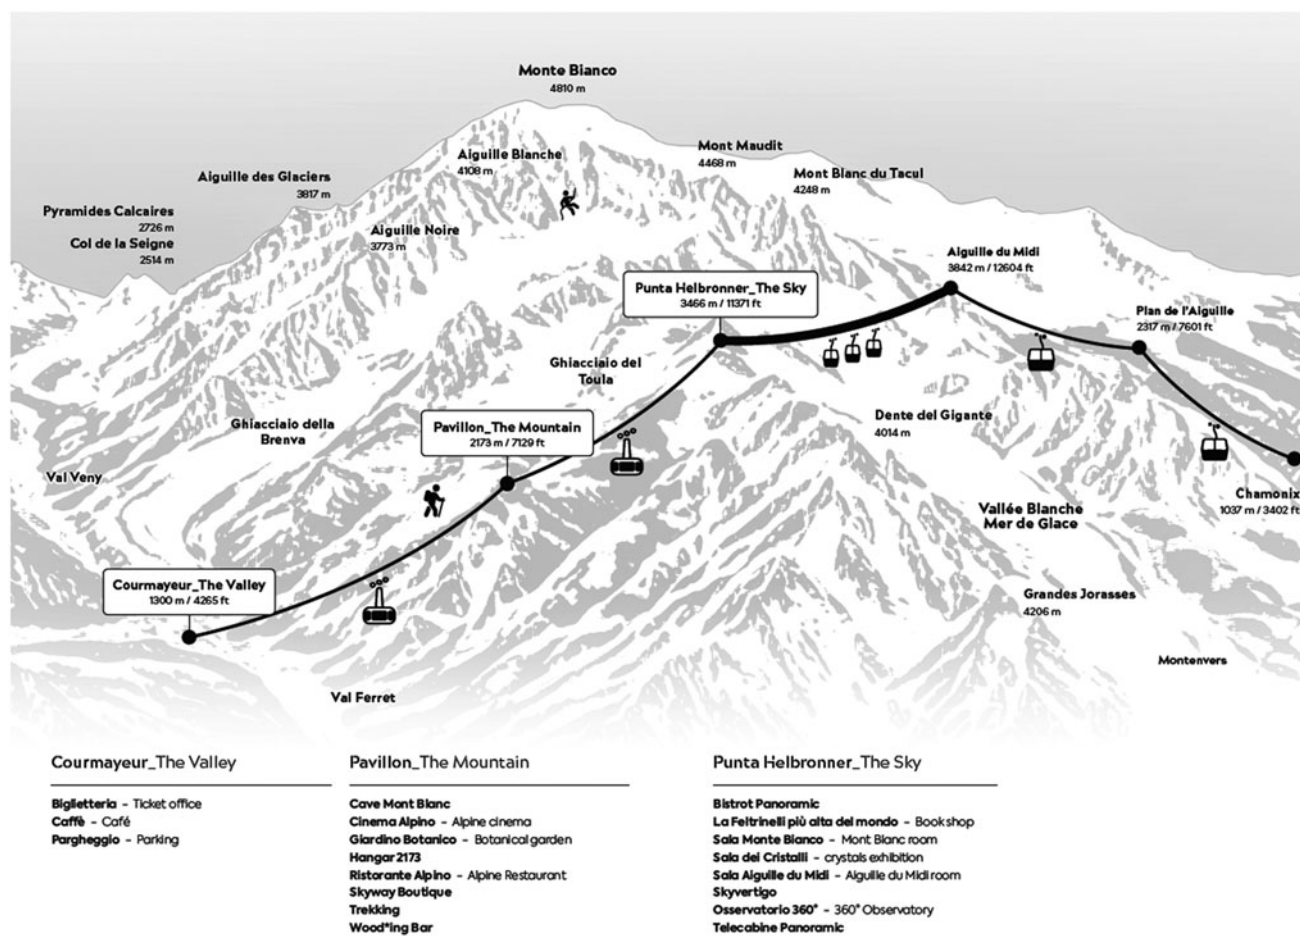 Monte Bianco
4810 m
Mont Maudit
4468 m
Aiguille Blanche
4108 m
Mont Blanc du Tacul
4248 m
Aiguille des Glaciers
3817 m
Pyramides Calcaires
2726 m
Col de la Seigne
2514 m
Aiguille Noire
3773 m
Aiguille du Midi
3842 m / 12604 ft
Punta Helbronner_The Sky
3466 m / 11371 ft
Plan de l'Aiguille
2317 m / 7601 ft
Ghiacciaio del
Toula
Ghiacciaio della
Brenva
Pavillon_The Mountain
2173 m / 7129 ft
Dente del Gigante
4014 m
Val Veny
Chamonix
1037 m / 3402 ft
Vallée Blanche
Mer de Glace
Courmayeur_The Valley
1300 m / 4265 ft
Grandes Jorasses
4206 m
Montenvers
Val Ferret
Courmayeur_The Valley
Biglietteria - Ticket office
Caffè - Café
Pargheggio - Parking
Pavillon_The Mountain
Cave Mont Blanc
Cinema Alpino - Alpine cinema
Giardino Botanico - Botanical garden
Hangar 2173
Ristorante Alpino - Alpine Restaurant
Skyway Boutique
Trekking
Wood*ing Bar
Punta Helbronner_The Sky
Bistrot Panoramic
La Feltrinelli più alta del mondo - Book shop
Sala Monte Bianco - Mont Blanc room
Sala dei Cristalli - crystals exhibition
Sala Aiguille du Midi - Aiguille du Midi room
Skyvertigo
Osservatorio 360° - 360° Observatory
Telecabine Panoramic